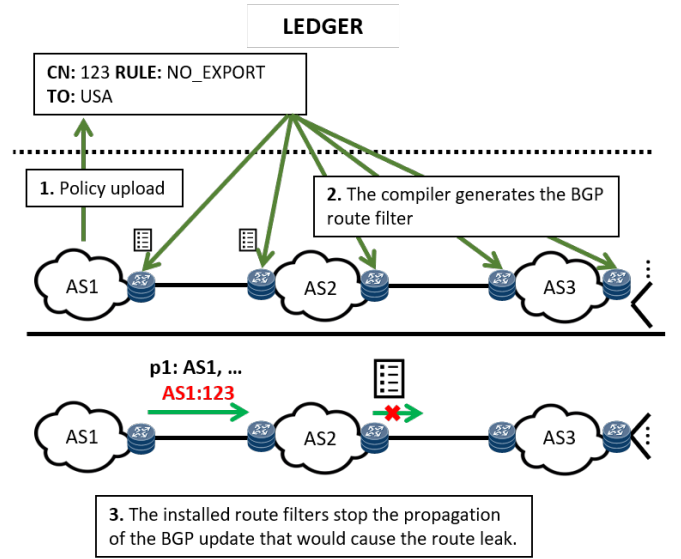 LEDGER
CN: 123 RULE: NO_EXPORT
TO: USA
1. Policy upload
2. The compiler generates the BGP
route filter
AS1
AS2
AS3
p1: AS1, ...
AS1:123
AS1
AS2
AS3
3. The installed route filters stop the propagation
of the BGP update that would cause the route leak.